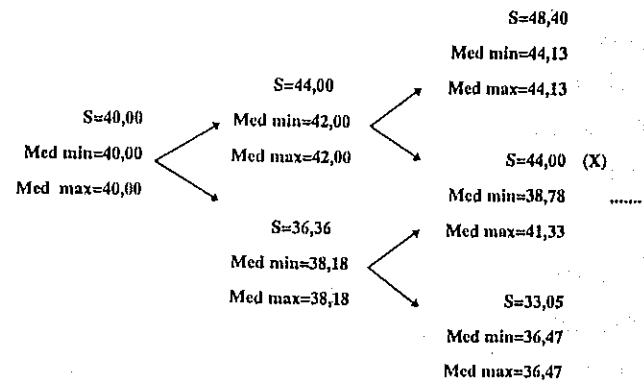 S=40,00
Med min=40,00
Med max=40,00
S=44,00
Med min=42,00
Med max=42,00
S=36,36
Med min=38,18
Med max=38,18
S=48,40
Med min=44,13
Med max=44,13
S=44,00 (X)
Med min=38,78 .......
Med max=41,33
S=33,05
Med min=36,47
Med max=36,47